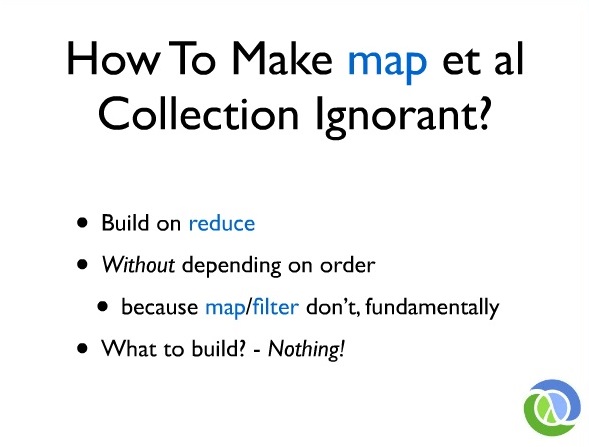 How To Make map et al
Collection Ignorant?
• Build on reduce
• Without depending on order
• because map/filter don't, fundamentally
• What to build? - Nothing!